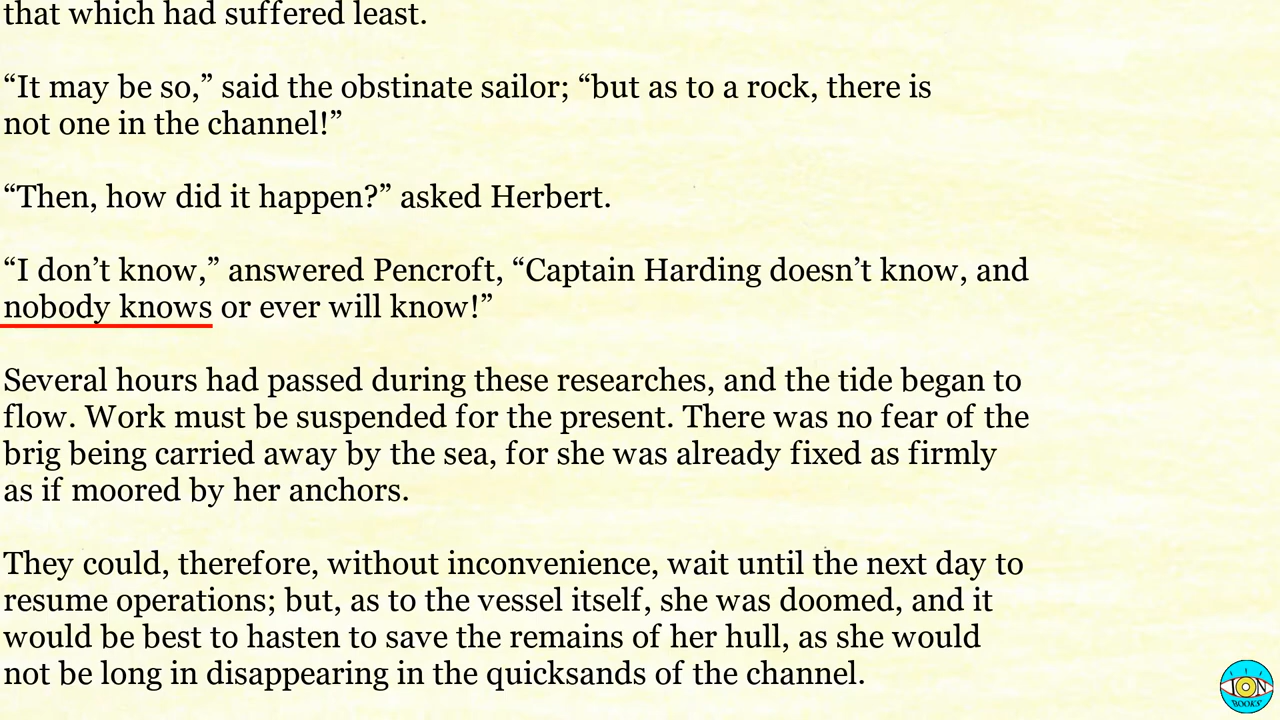 that which had suffered least.
“It may be so,” said the obstinate sailor; “but as to a rock, there is
not one in the channel!”
“Then, how did it happen?” asked Herbert.
“I don’t know,” answered Pencroft, “Captain Harding doesn’t know, and
nobody knows or ever will know!”
Several hours had passed during these researches, and the tide began to
flow. Work must be suspended for the present. There was no fear of the
brig being carried away by the sea, for she was already fixed as firmly
as if moored by her anchors.
They could, therefore, without inconvenience, wait until the next day to
resume operations; but, as to the vessel itself, she was doomed, and it
would be best to hasten to save the remains of her hull, as she would
not be long in disappearing in the quicksands of the channel.
ION
BOOKS